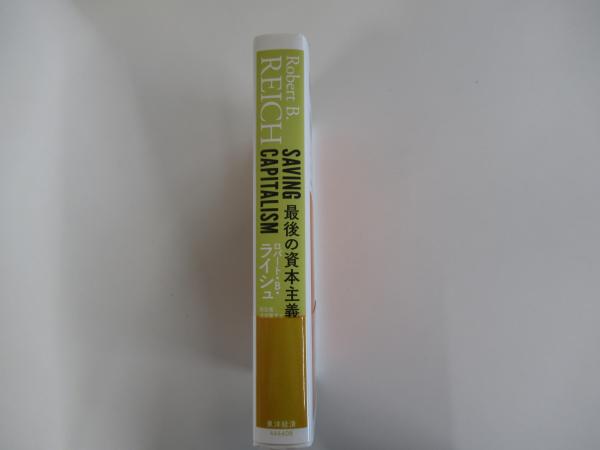 Robert B.
REICH
SAVING
CAPITALISM
最後の資本主義
ロバート・B・
ライシュ
東洋経済